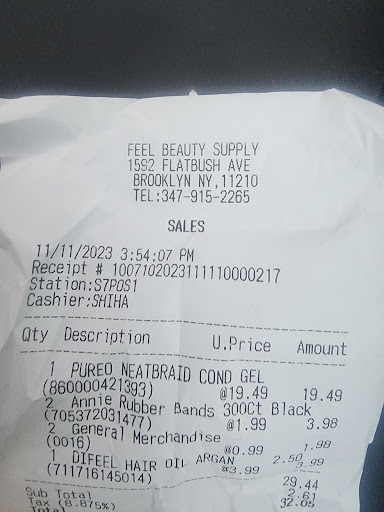 FEEL BEAUTY SUPPLY
1592 FLATBUSH AVE
BROOKLYN NY,11210
TEL:347-915-2265
SALES
11/11/2023 3:54:07 PM
Receipt # 1007102023111110000217
Station:S7POS1
Cashier:SHIHA
Qty Description U.Price Amount
1 PUREO NEATBRAID COND GEL
(860000421393) @19.49 19.49
2 Annie Rubber Bands 300Ct Black
(705372031477) @1.99 3.98
2 General Merchandise
(0016) @0.99 1.98
1 DIFEEL HAIR OIL ARGAN 2.50
(711716145014) @3.99 3.99
Sub Total 29.44
Tax (8.875%) 2.61
Total 32.05